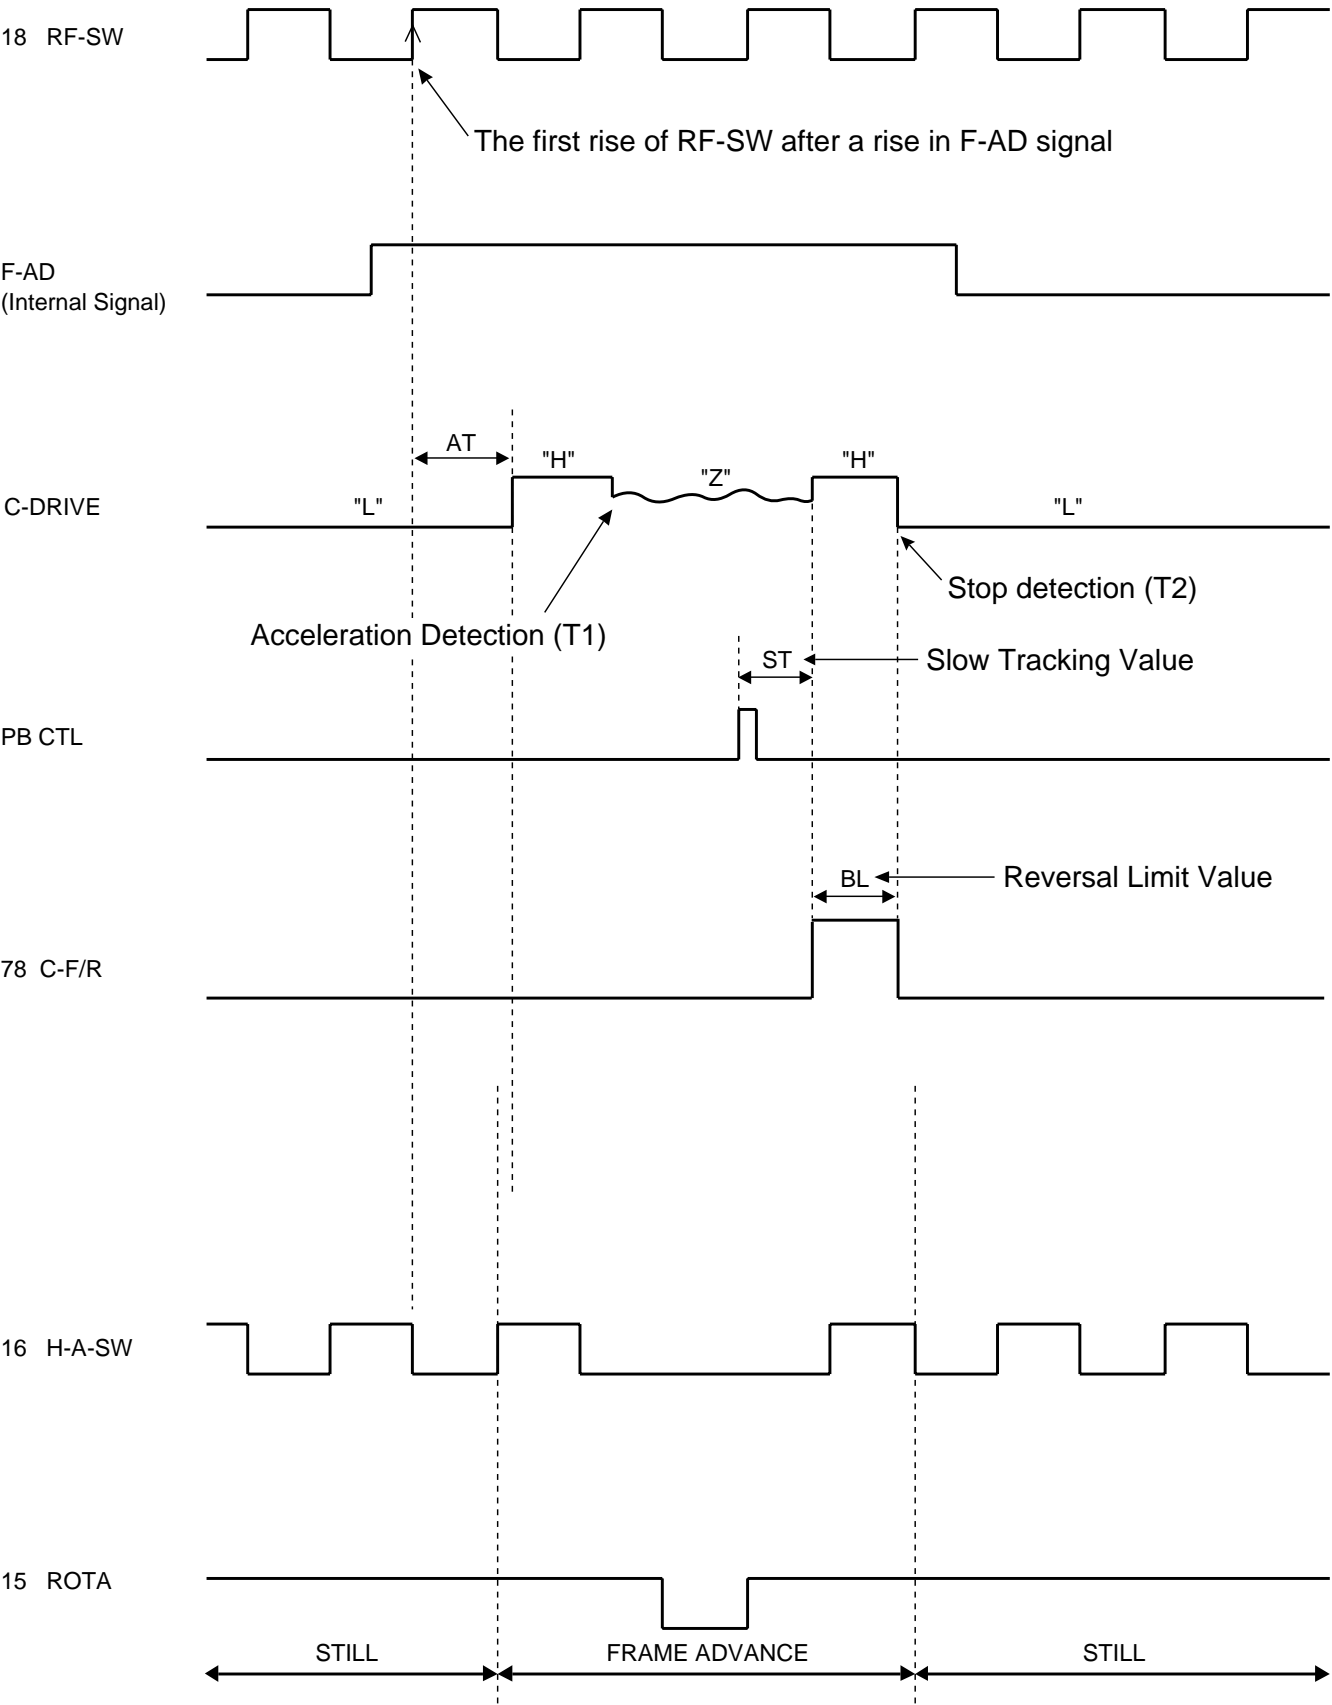 18 RF-SW
The first rise of RF-SW after a rise in F-AD signal
F-AD
(Internal Signal)
AT
"H"
"Z"
"H"
C-DRIVE
"L"
"L"
Stop detection (T2)
Acceleration Detection (T1)
ST
Slow Tracking Value
PB CTL
BL
Reversal Limit Value
78 C-F/R
16 H-A-SW
15 ROTA
STILL
FRAME ADVANCE
STILL